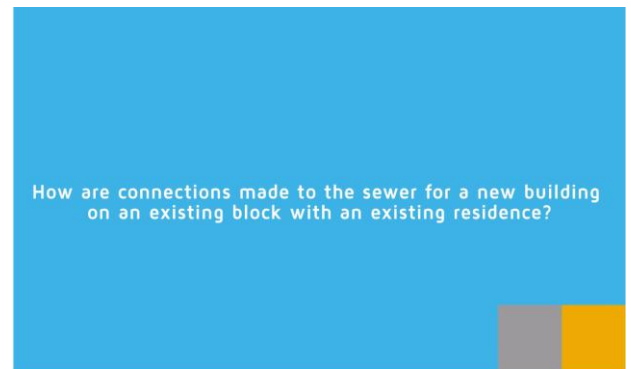 How are connections made to the sewer for a new building
on an existing block with an existing residence?